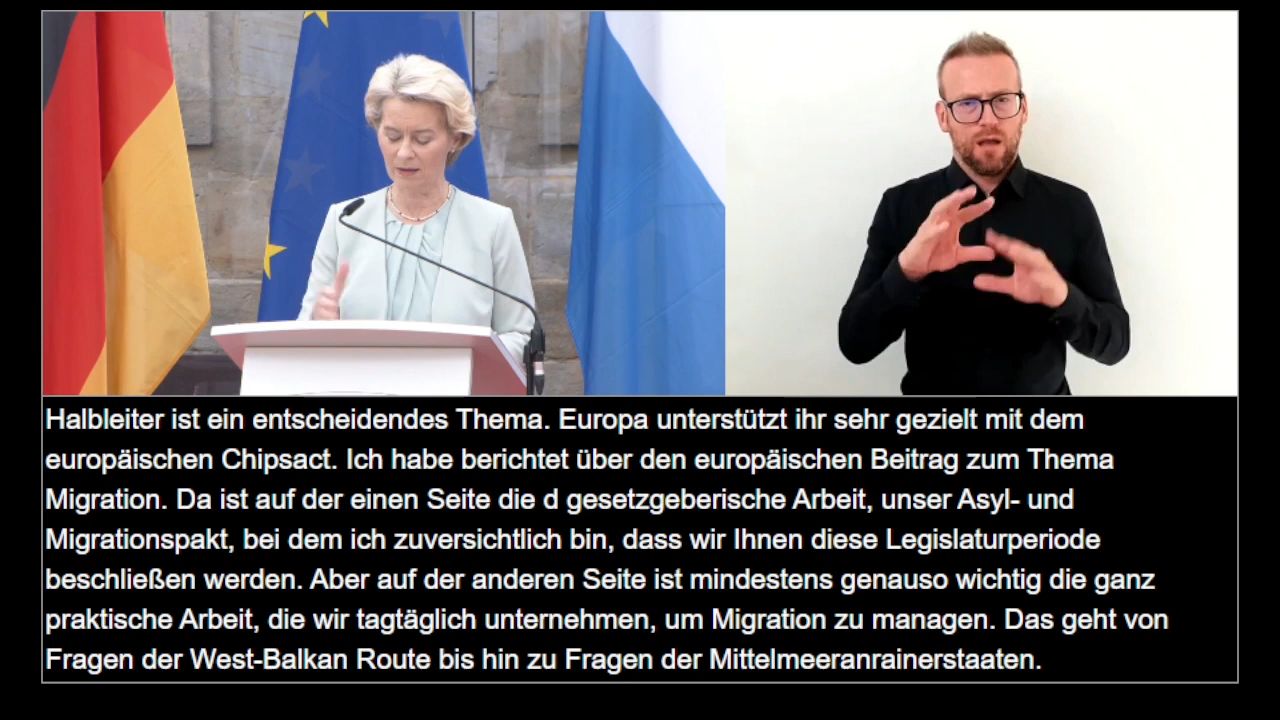 Halbleiter ist ein entscheidendes Thema. Europa unterstützt ihr sehr gezielt mit dem
europäischen Chipsact. Ich habe berichtet über den europäischen Beitrag zum Thema
Migration. Da ist auf der einen Seite die d gesetzgeberische Arbeit, unser Asyl- und
Migrationspakt, bei dem ich zuversichtlich bin, dass wir Ihnen diese Legislaturperiode
beschließen werden. Aber auf der anderen Seite ist mindestens genauso wichtig die ganz
praktische Arbeit, die wir tagtäglich unternehmen, um Migration zu managen. Das geht von
Fragen der West-Balkan Route bis hin zu Fragen der Mittelmeeranrainerstaaten.